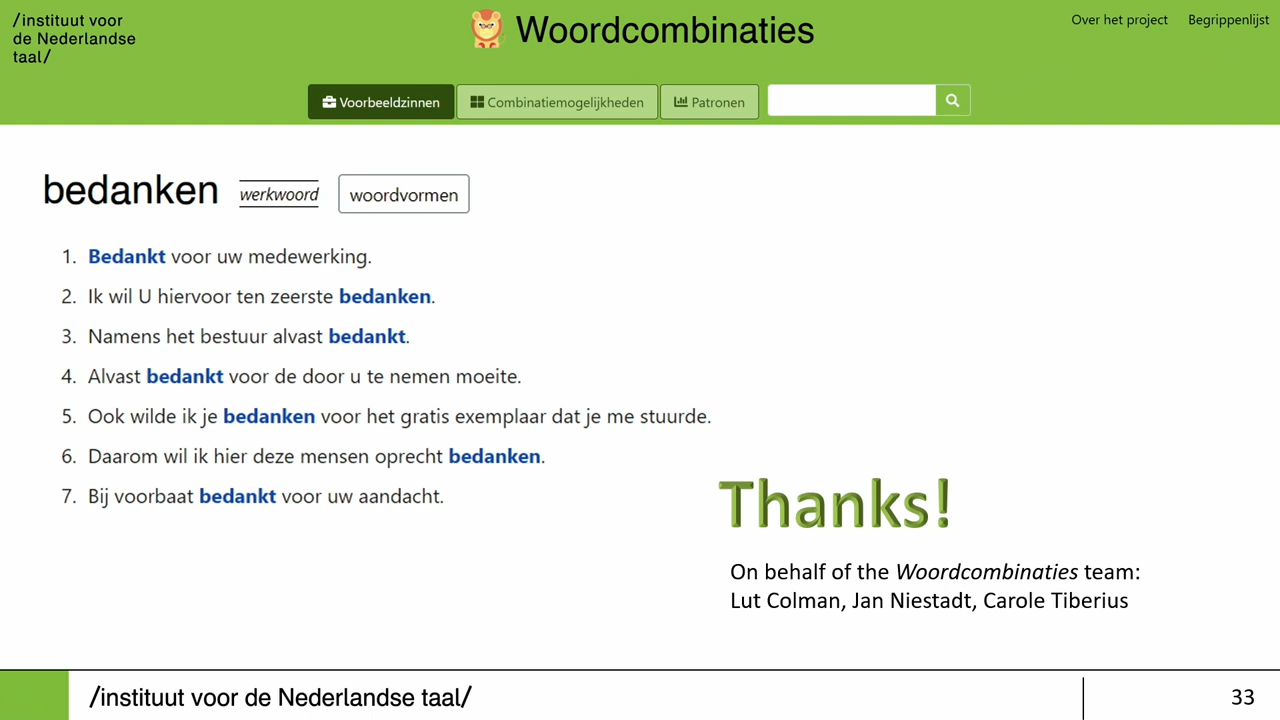 /instituut voor
de Nederlandse
taal/
Woordcombinaties
Over het project
Begrippenlijst
Voorbeeldzinnen
Combinatiemogelijkheden
Patronen
bedanken
werkwoord
woordvormen
1. Bedankt voor uw medewerking.
2. Ik wil U hiervoor ten zeerste bedanken.
3. Namens het bestuur alvast bedankt.
4. Alvast bedankt voor de door u te nemen moeite.
5. Ook wilde ik je bedanken voor het gratis exemplaar dat je me stuurde.
6. Daarom wil ik hier deze mensen oprecht bedanken.
7. Bij voorbaat bedankt voor uw aandacht.
Thanks!
On behalf of the Woordcombinaties team:
Lut Colman, Jan Niestadt, Carole Tiberius
/instituut voor de Nederlandse taal/
33